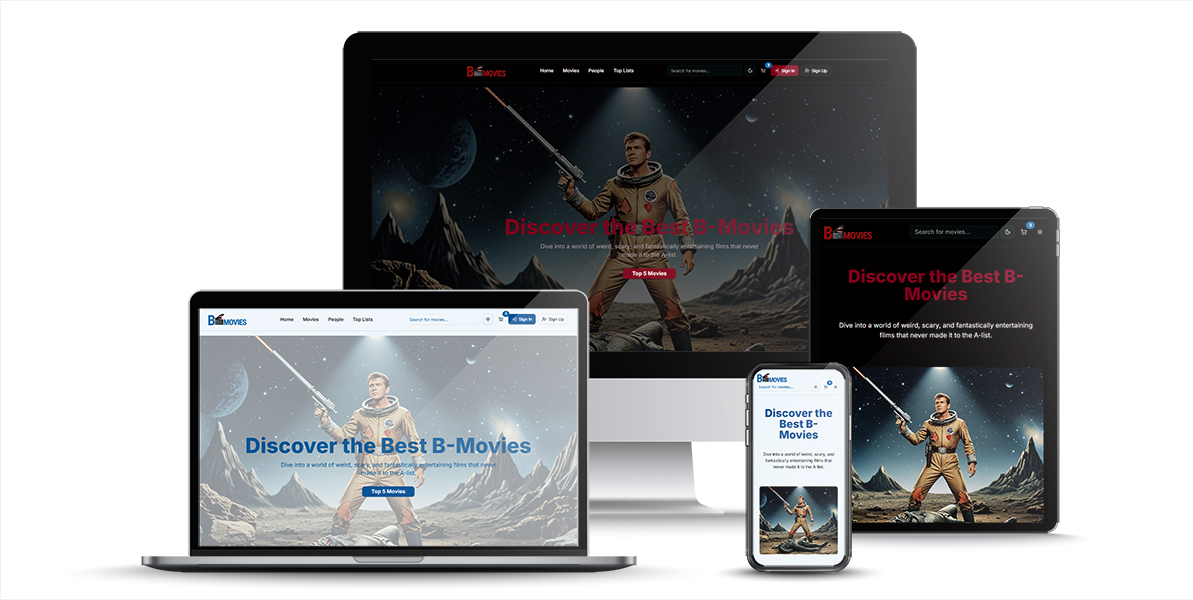 B MOVIES
Home Movies People Top Lists
Search for movies...
3
Sign In
Sign Up
Discover the Best B-Movies
Dive into a world of weird, scary, and fantastically entertaining films that never
made it to the A-list.
Top 5 Movies
B MOVIES
Search for movies...
3
Discover the Best B-
Movies
Dive into a world of weird, scary, and fantastically entertaining
films that never made it to the A-list.
B MOVIES
Home Movies People Top Lists
Search for movies...
Sign In
Sign Up
Discover the Best B-Movies
Dive into a world of weird, scary, and fantastically entertaining films that never
made it to the A-list.
Top 5 Movies
B MOVIES
Search for movies...
Discover the
Best B-
Movies
Dive into a world of weird, scary, and
fantastically entertaining films that
never made it to the A-list.